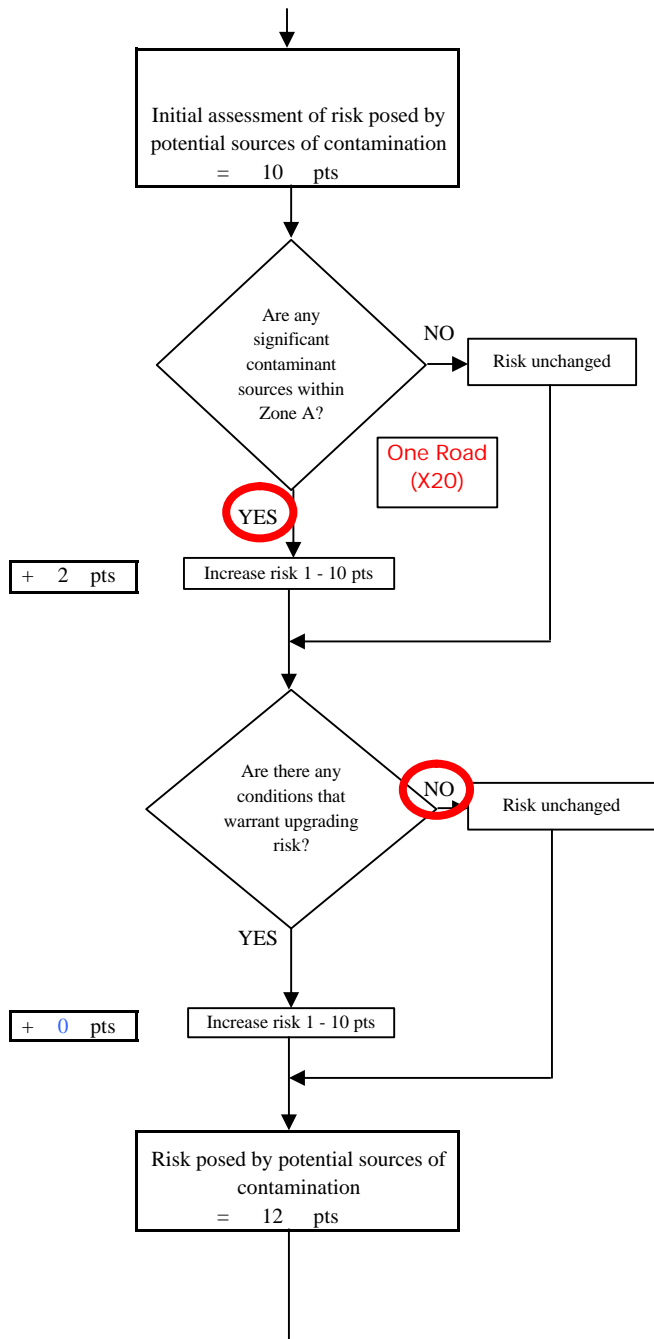 Initial assessment of risk posed by
potential sources of contamination
= 10 pts
Are any
significant
contaminant
sources within
Zone A?
NO
Risk unchanged
One Road
(X20)
YES
+ 2 pts
Increase risk 1 - 10 pts
Are there any
conditions that
warrant upgrading
risk?
NO
Risk unchanged
YES
+ 0 pts
Increase risk 1 - 10 pts
Risk posed by potential sources of
contamination
= 12 pts